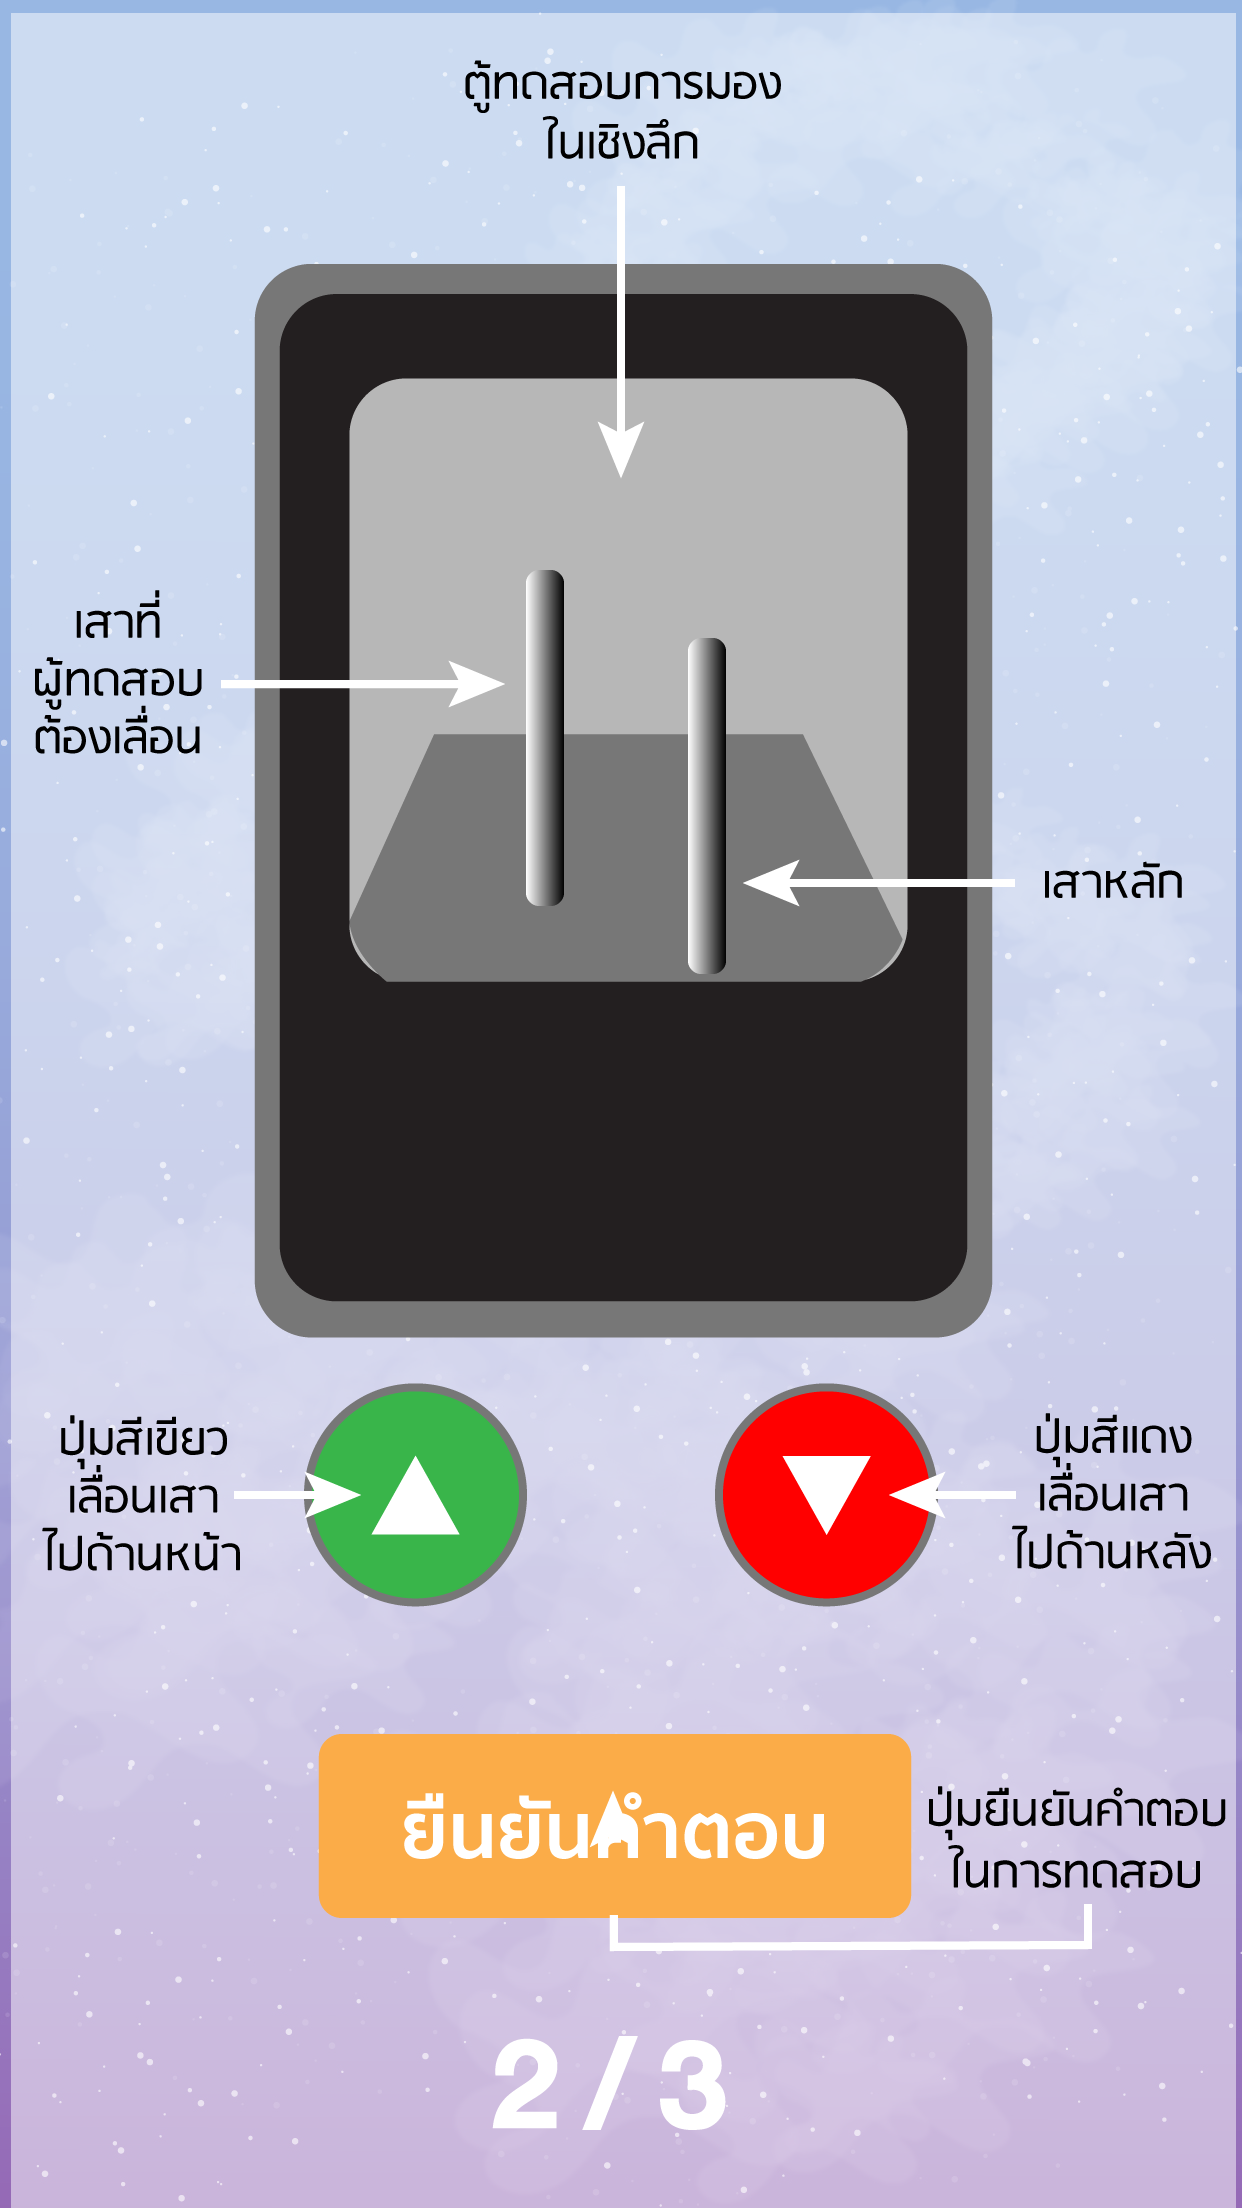 ตู้ทดสอบการมอง
ในเชิงลึก
เสาที่
ผู้ทดสอบ
ต้องเลื่อน
เสาหลัก
ปุ่มสีเขียว
เลื่อนเสา
ไปด้านหน้า
ปุ่มสีแดง
เลื่อนเสา
ไปด้านหลัง
ยืนยันคำตอบ
ปุ่มยืนยันคำตอบ
ในการทดสอบ
2/3